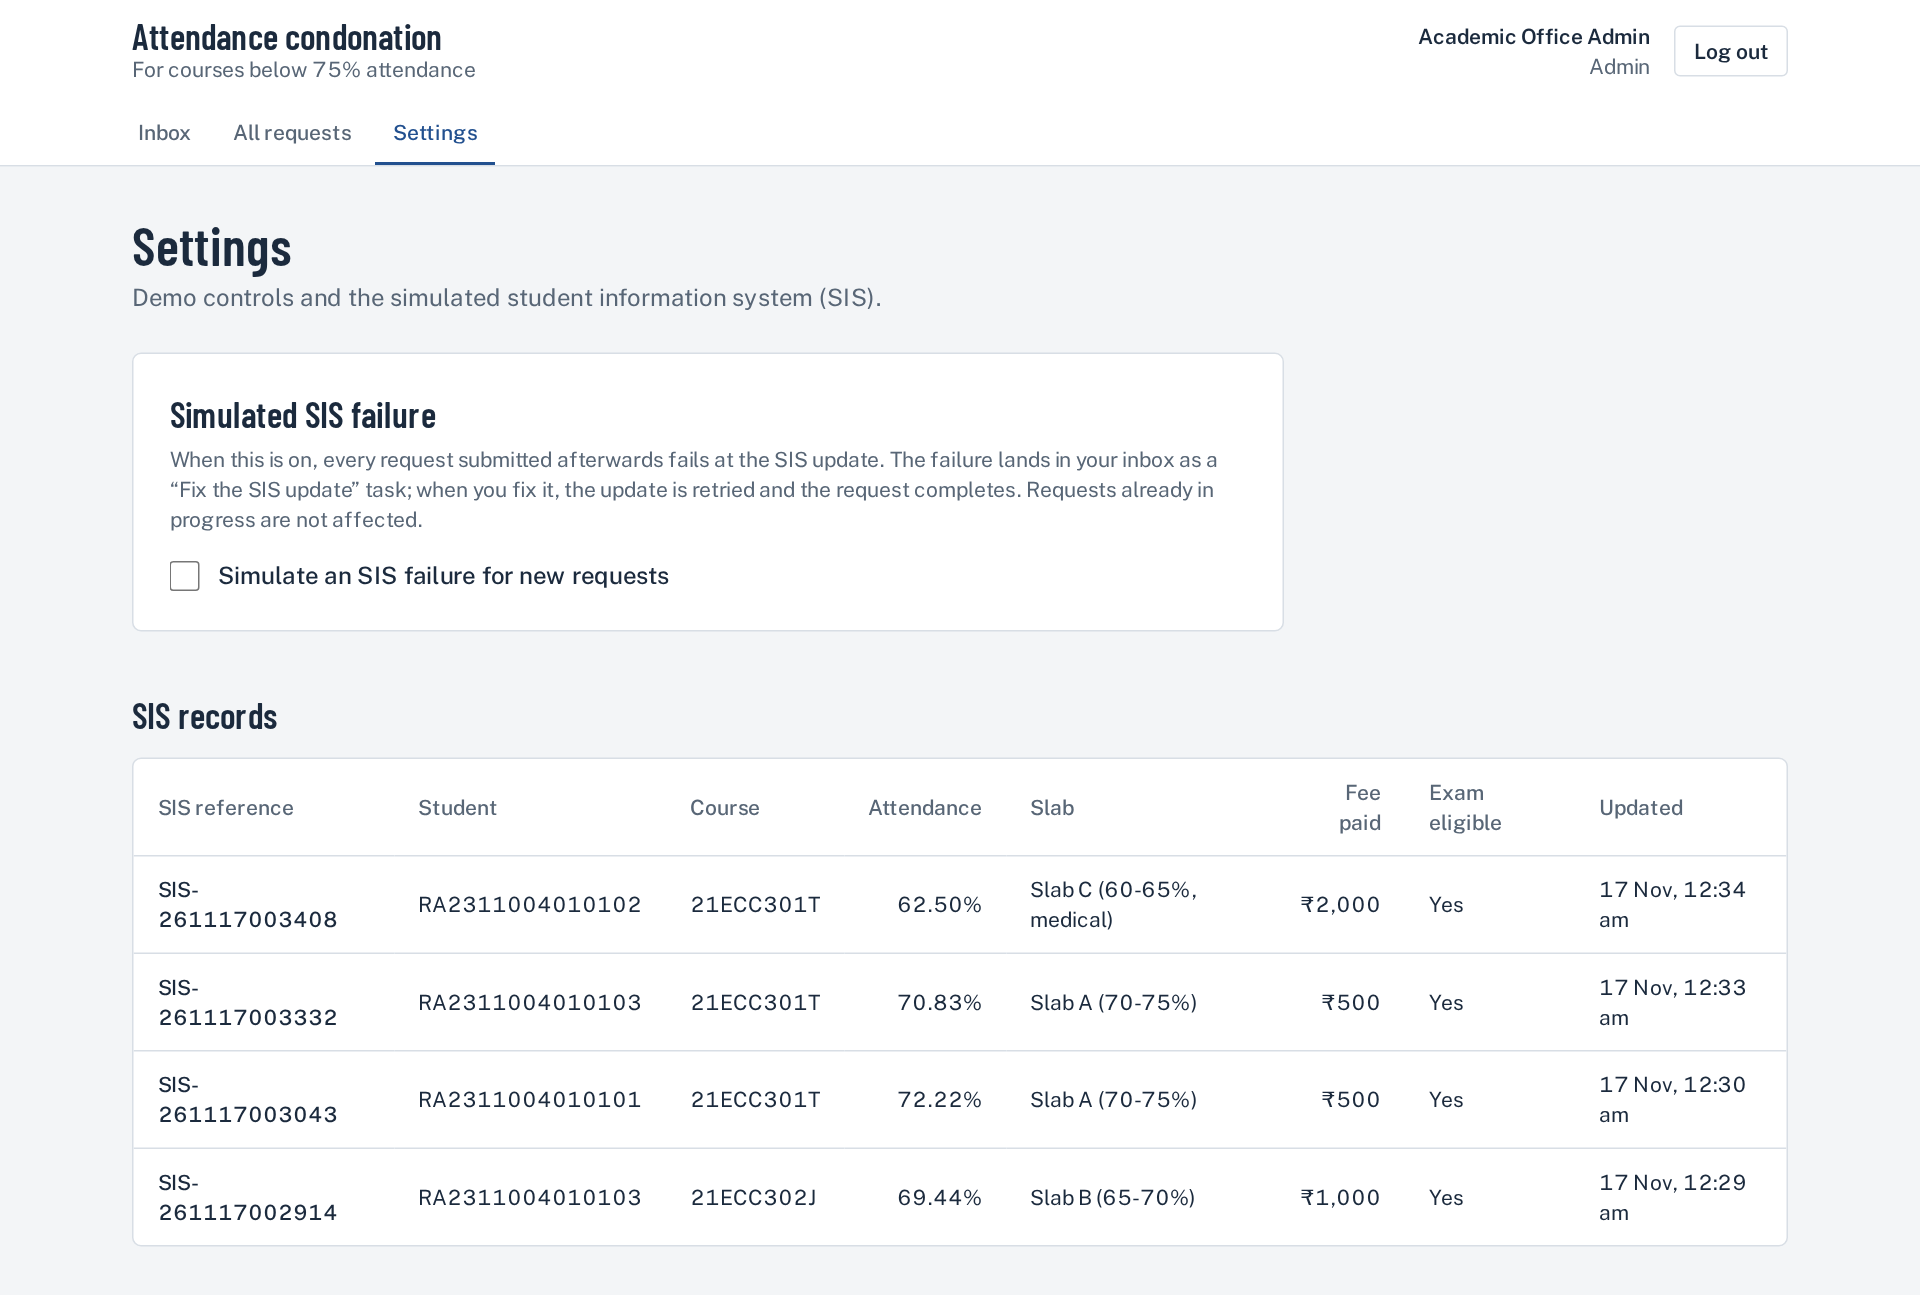 Attendance condonation
For courses below 75% attendance
Academic Office Admin
Admin
Log out
Inbox
All requests
Settings
Settings
Demo controls and the simulated student information system (SIS).
Simulated SIS failure
When this is on, every request submitted afterwards fails at the SIS update. The failure lands in your inbox as a
“Fix the SIS update” task; when you fix it, the update is retried and the request completes. Requests already in
progress are not affected.
Simulate an SIS failure for new requests
SIS records
SIS reference Student Course Attendance Slab Fee paid Exam eligible Updated
SIS-261117003408 RA2311004010102 21ECC301T 62.50% Slab C (60-65%, medical) ₹2,000 Yes 17 Nov, 12:34 am
SIS-261117003332 RA2311004010103 21ECC301T 70.83% Slab A (70-75%) ₹500 Yes 17 Nov, 12:33 am
SIS-261117003043 RA2311004010101 21ECC301T 72.22% Slab A (70-75%) ₹500 Yes 17 Nov, 12:30 am
SIS-261117002914 RA2311004010103 21ECC302J 69.44% Slab B (65-70%) ₹1,000 Yes 17 Nov, 12:29 am